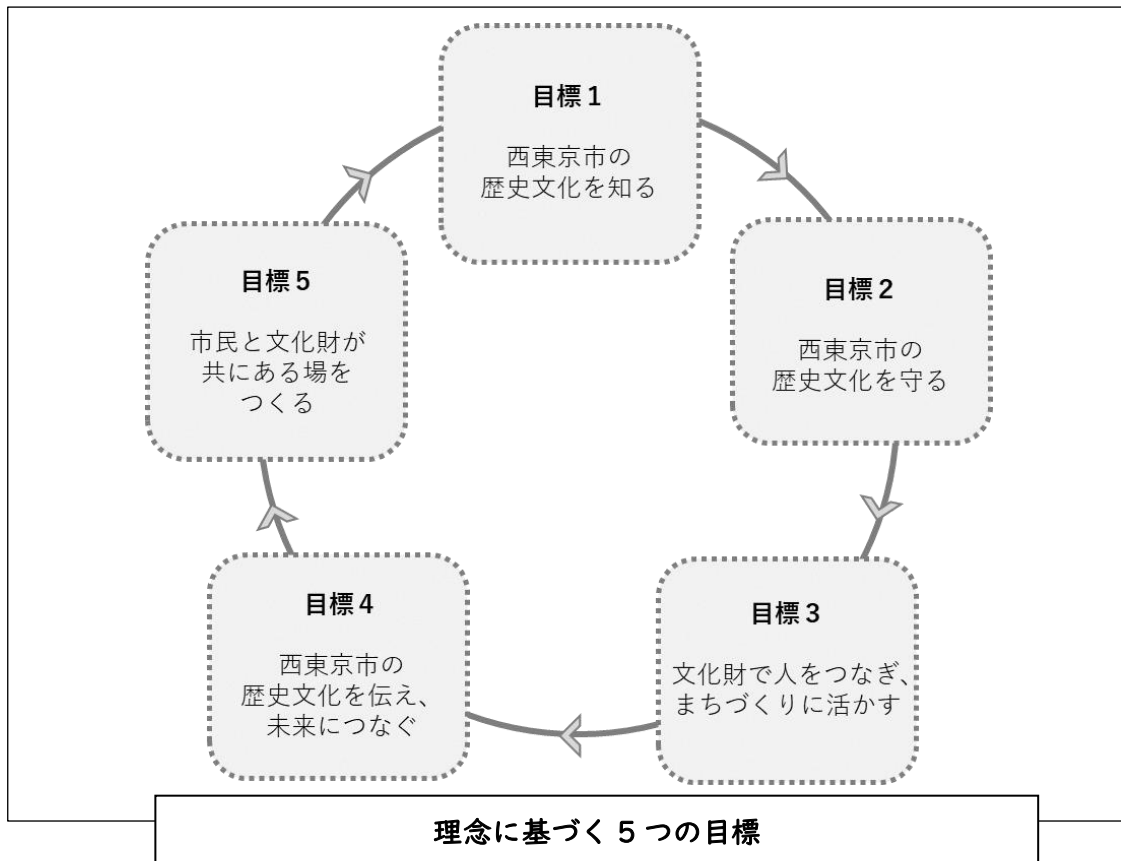 目標１
西東京市の
歴史文化を知る
目標２
西東京市の
歴史文化を守る
目標３
文化財で人をつなぎ、
まちづくりに活かす
目標４
西東京市の
歴史文化を伝え、
未来につなぐ
目標５
市民と文化財が
共にある場を
つくる
理念に基づく５つの目標